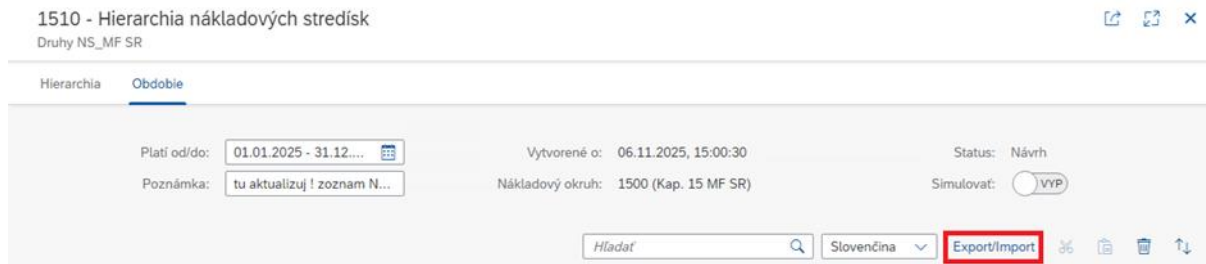 1510 - Hierarchia nákladových stredísk
Druhy NS_MF SR
Hierarchia Obdobie
Platí od/do: 01.01.2025 - 31.12.... Vytvorené o: 06.11.2025, 15:00:30 Status: Návrh
Poznámka: tu aktualizuj ! zoznam N... Nákladový okruh: 1500 (Kap. 15 MF SR) Simulovať: VYP
Hľadať Slovenčina Export/Import